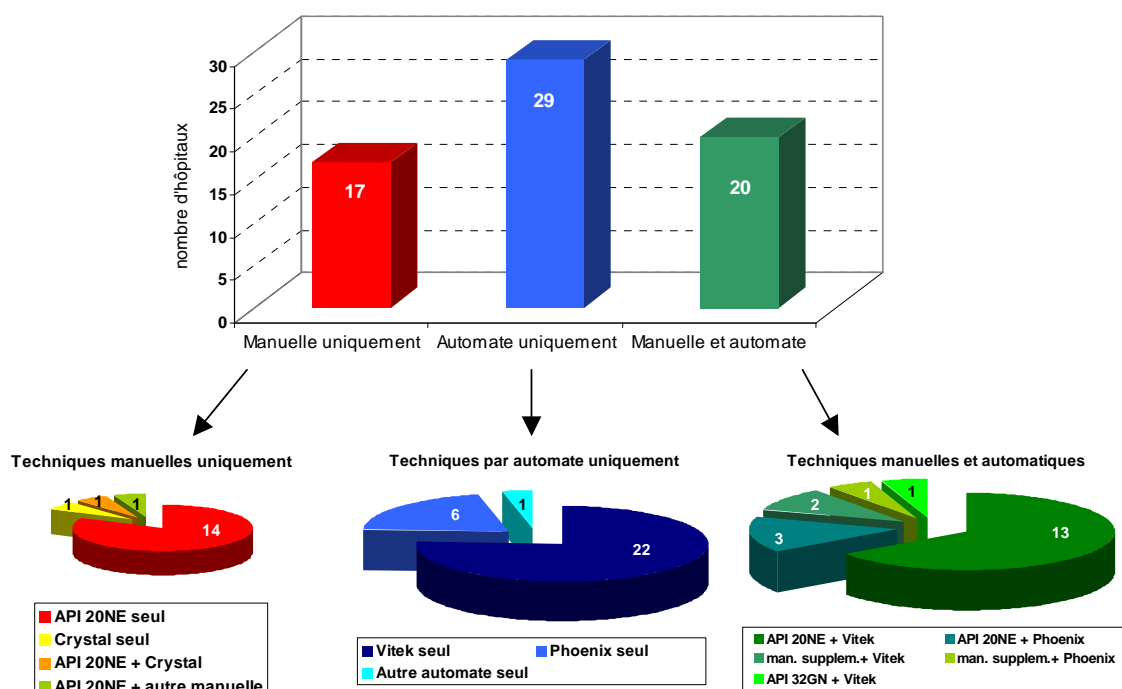 30
25
20
15
10
5
0
nombre d'hôpitaux
17
29
20
Manuelle uniquement
Automate uniquement
Manuelle et automate
Techniques manuelles uniquement
1
1
1
14
API 20NE seul
Crystal seul
API 20NE + Crystal
API 20NE + autre manuelle
Techniques par automate uniquement
6
1
22
Vitek seul
Phoenix seul
Autre automate seul
Techniques manuelles et automatiques
3
2
1
1
13
API 20NE + Vitek
API 20NE + Phoenix
man. supplem.+ Vitek
man. supplem.+ Phoenix
API 32GN + Vitek